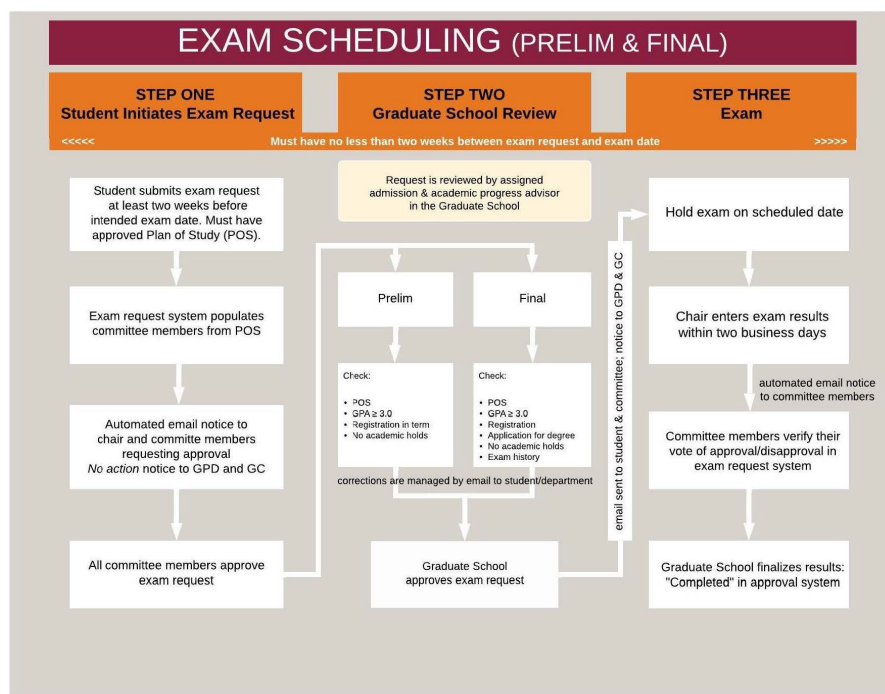 EXAM SCHEDULING (PRELIM & FINAL)
STEP ONE
Student Initiates Exam Request
STEP TWO
Graduate School Review
STEP THREE
Exam
<<<<< Must have no less than two weeks between exam request and exam date >>>>>
Student submits exam request
at least two weeks before
intended exam date. Must have
approved Plan of Study (POS).
Exam request system populates
committee members from POS
Automated email notice to
chair and committe members
requesting approval
No action notice to GPD and GC
All committee members approve
exam request
Request is reviewed by assigned
admission & academic progress advisor
in the Graduate School
Prelim
Final
Check:
• POS
• GPA ≥ 3.0
• Registration in term
• No academic holds
Check:
• POS
• GPA ≥ 3.0
• Registration
• Application for degree
• No academic holds
• Exam history
corrections are managed by email to student/department
Graduate School
approves exam request
email sent to student & committee; notice to GPD & GC
Hold exam on scheduled date
Chair enters exam results
within two business days
automated email notice
to committee members
Committee members verify their
vote of approval/disapproval in
exam request system
Graduate School finalizes results:
"Completed" in approval system